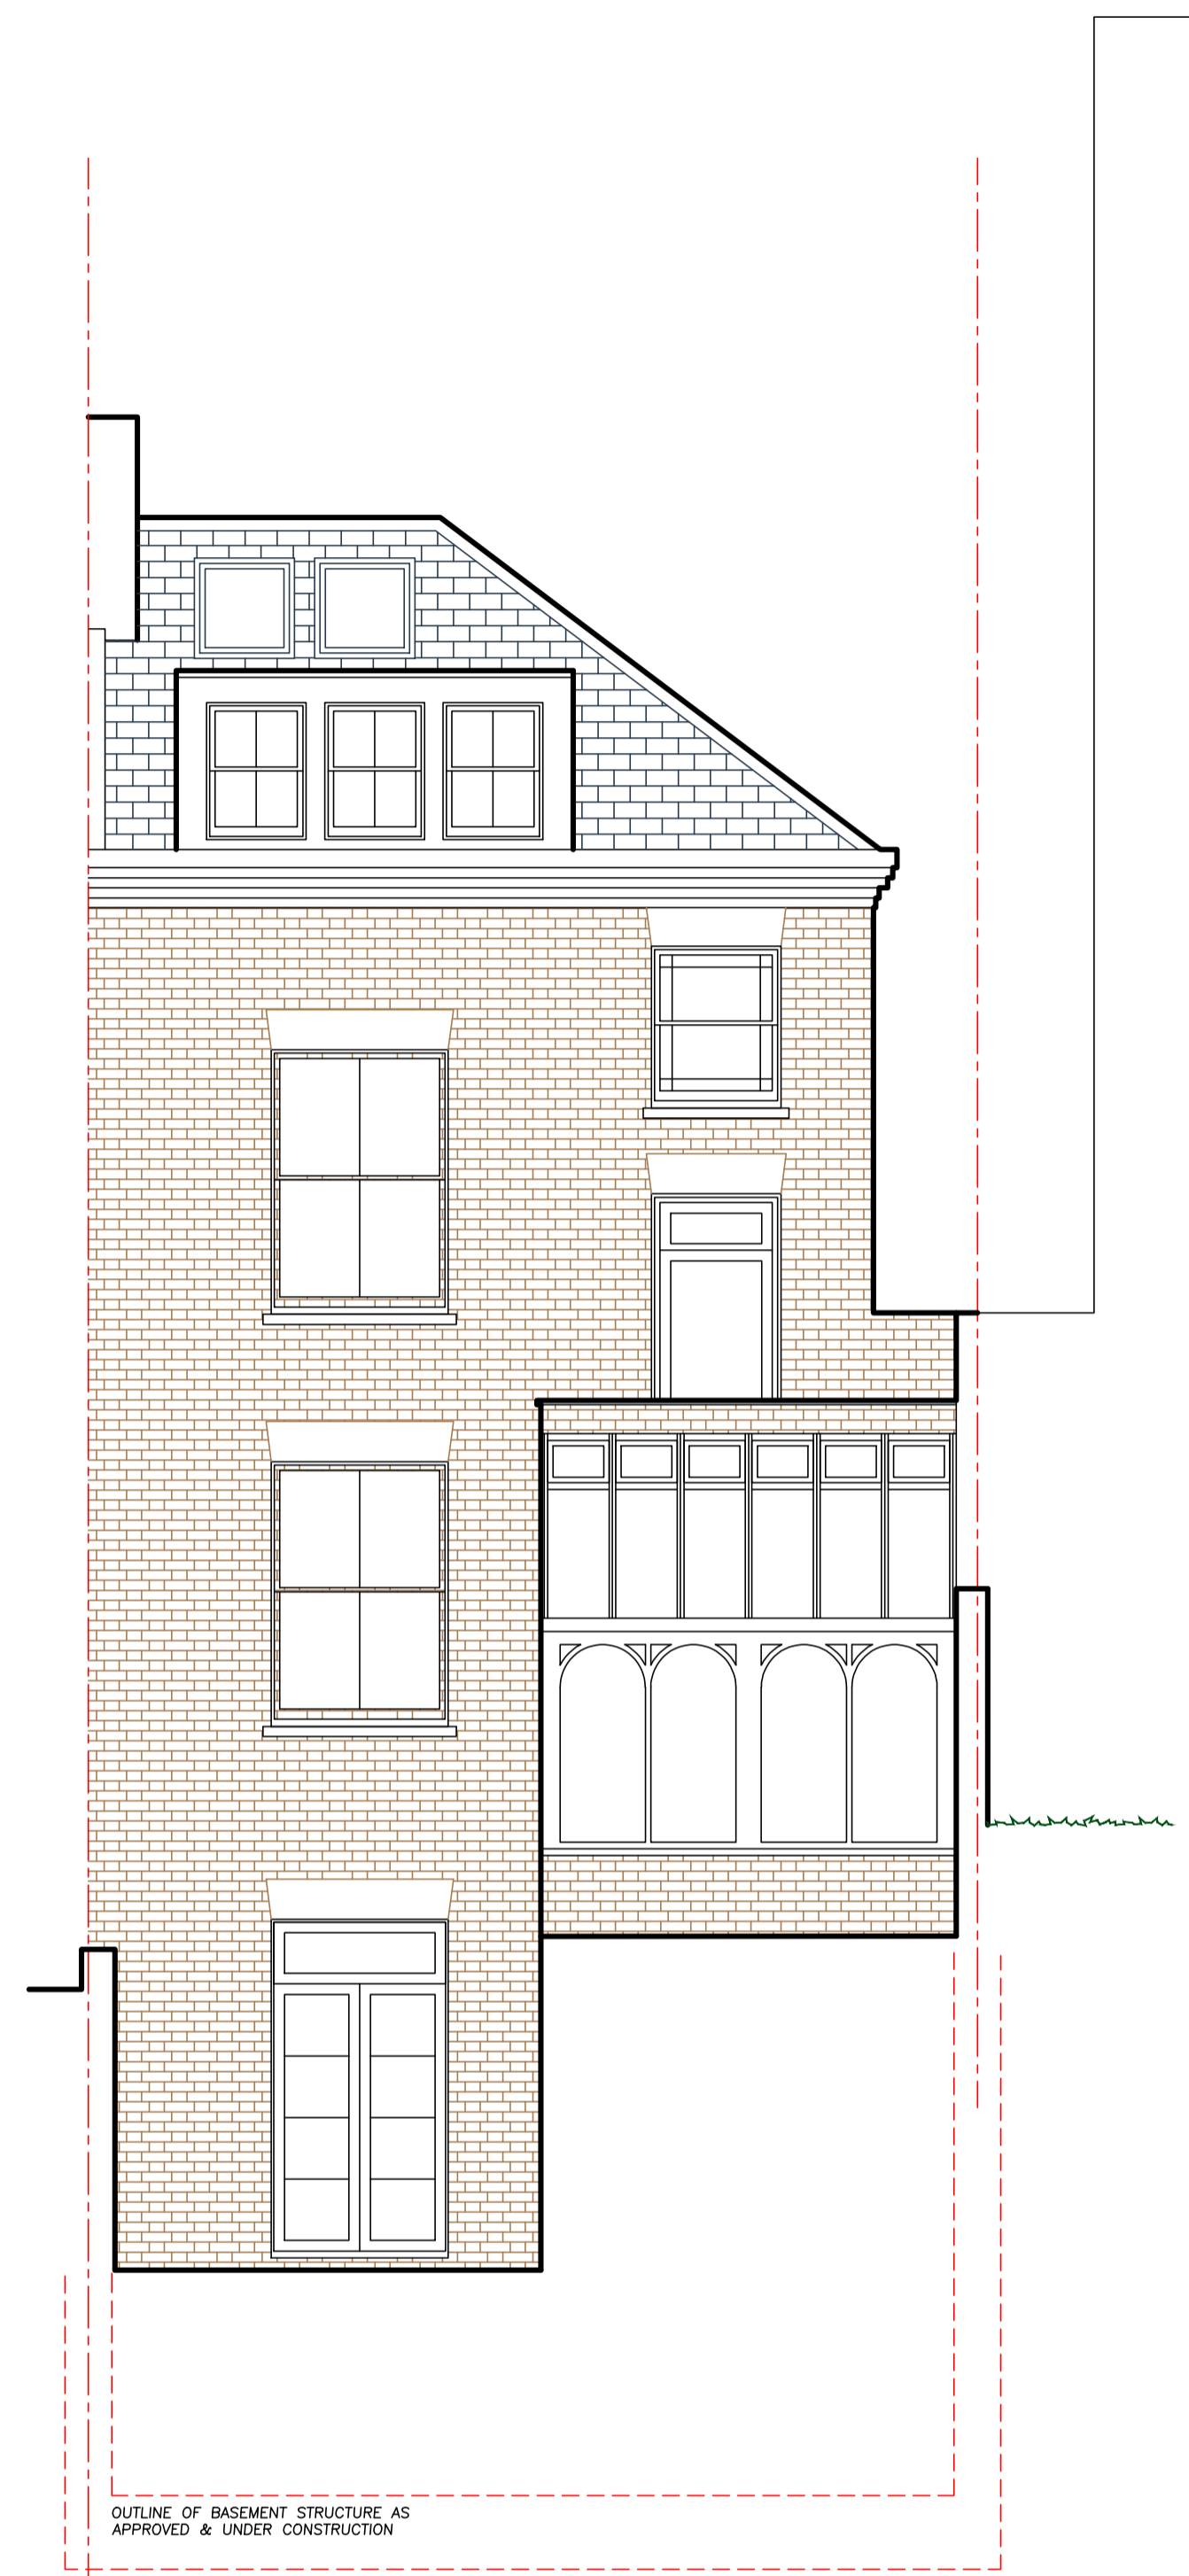 OUTLINE OF BASEMENT STRUCTURE AS
APPROVED & UNDER CONSTRUCTION